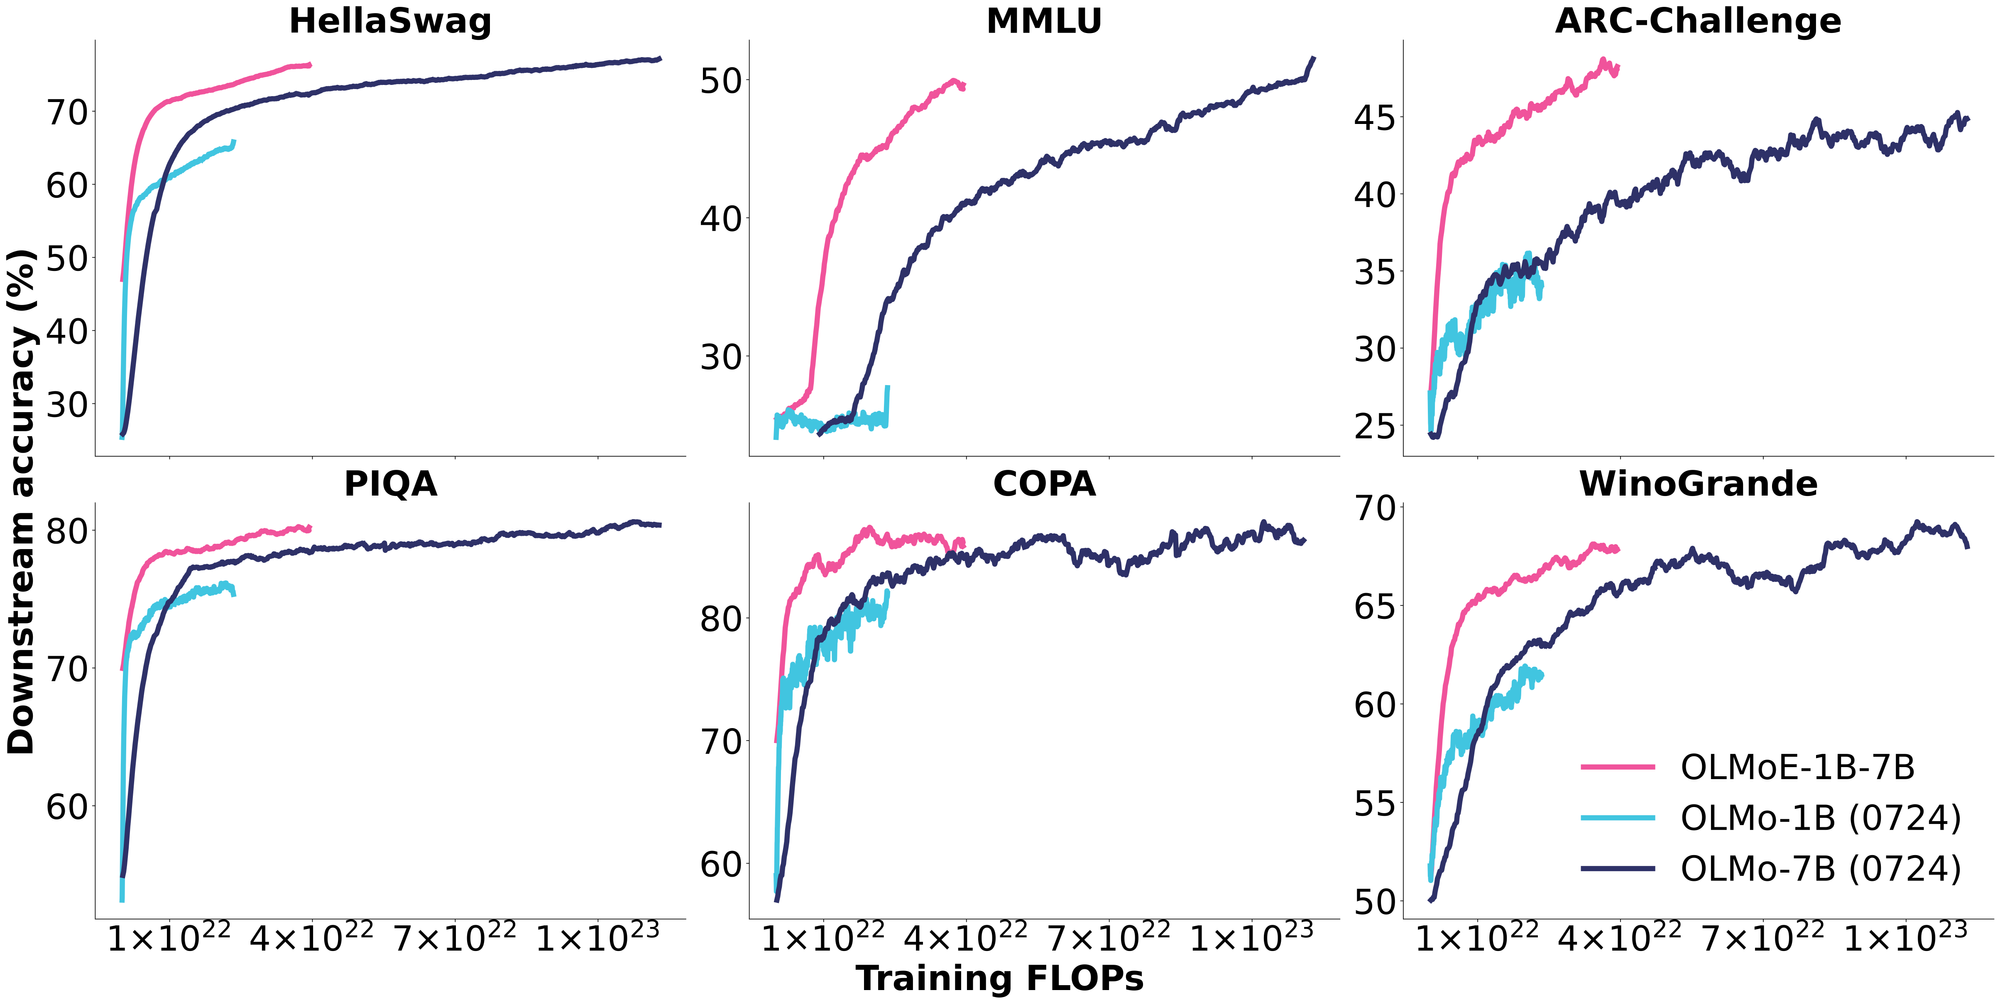 HellaSwag
MMLU
ARC-Challenge
70
60
50
40
30
50
40
30
45
40
35
30
25
Downstream accuracy (%)
PIQA
COPA
WinoGrande
80
70
60
80
70
60
70
65
60
55
50
OLMoE-1B-7B
OLMo-1B (0724)
OLMo-7B (0724)
1×10²² 4×10²² 7×10²² 1×10²³
1×10²² 4×10²² 7×10²² 1×10²³
1×10²² 4×10²² 7×10²² 1×10²³
Training FLOPs